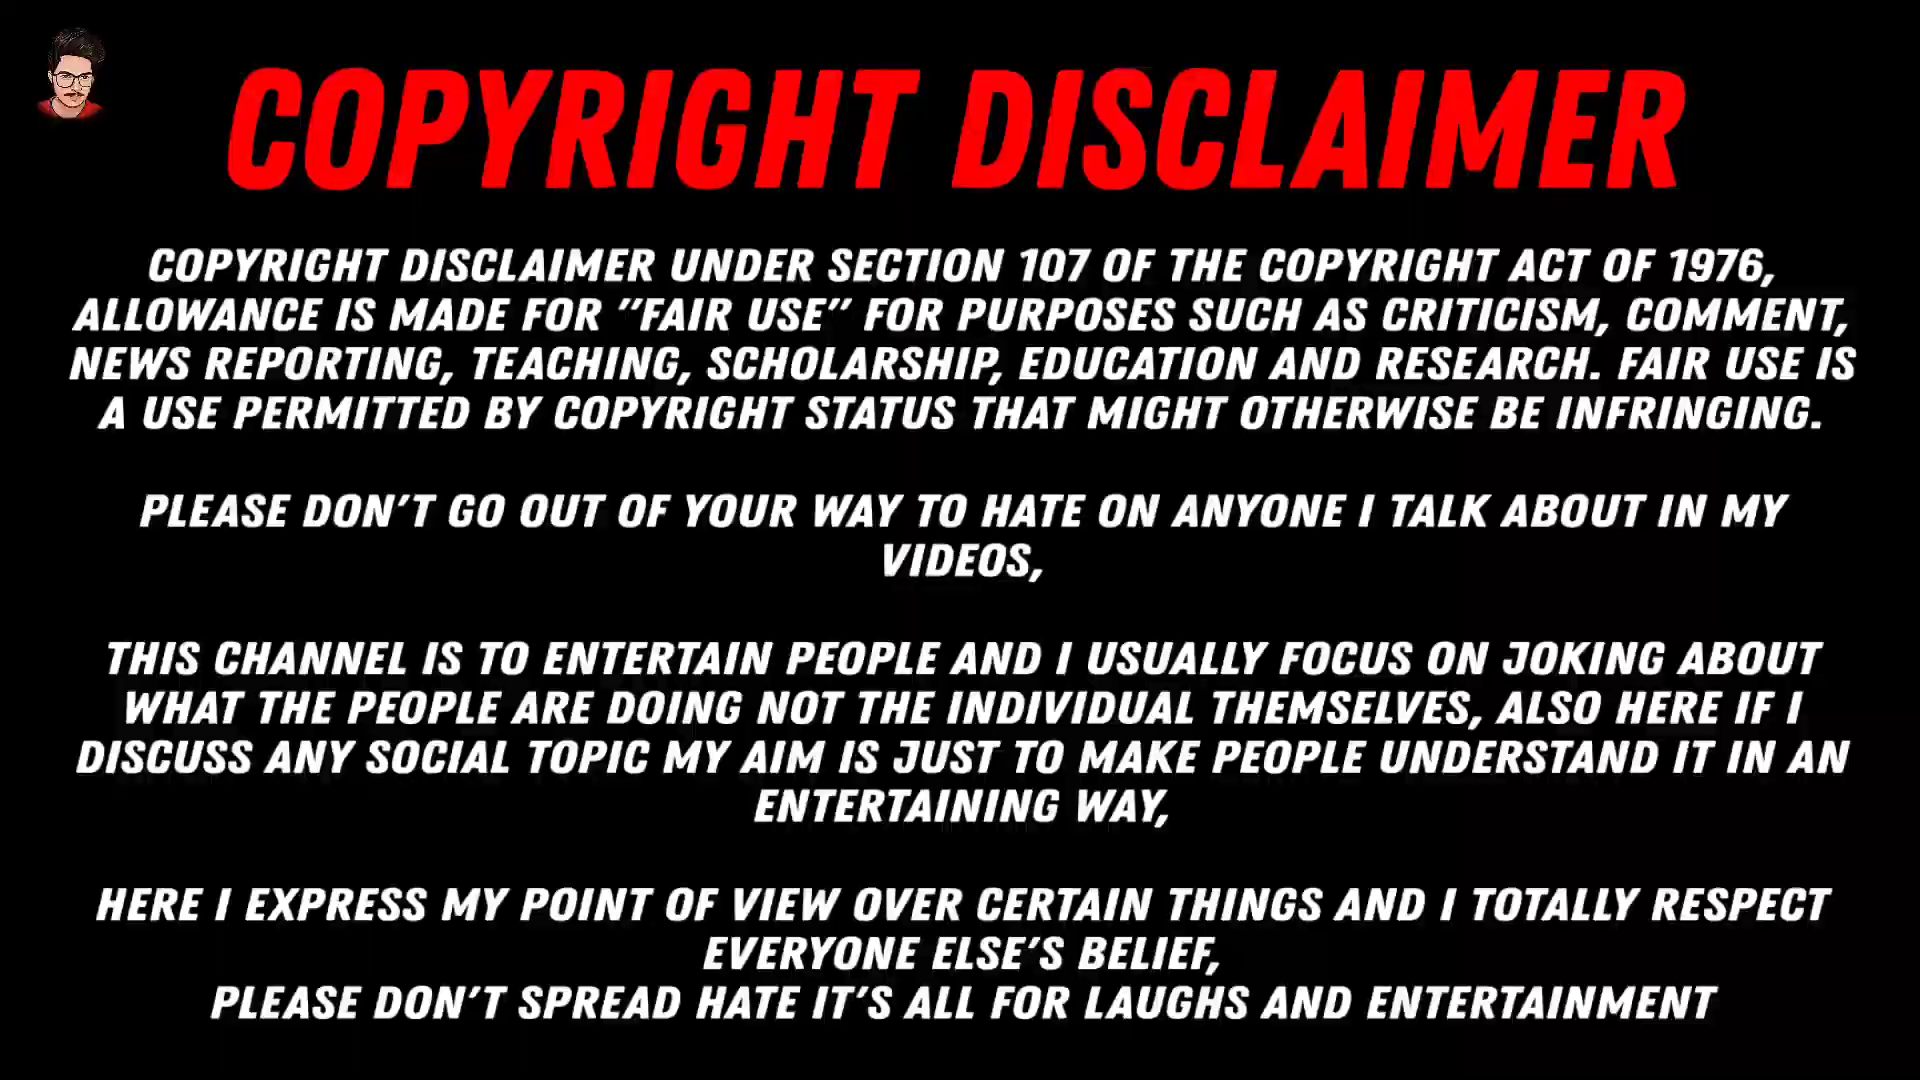 COPYRIGHT DISCLAIMER
COPYRIGHT DISCLAIMER UNDER SECTION 107 OF THE COPYRIGHT ACT OF 1976,
ALLOWANCE IS MADE FOR "FAIR USE" FOR PURPOSES SUCH AS CRITICISM, COMMENT,
NEWS REPORTING, TEACHING, SCHOLARSHIP, EDUCATION AND RESEARCH. FAIR USE IS
A USE PERMITTED BY COPYRIGHT STATUS THAT MIGHT OTHERWISE BE INFRINGING.
PLEASE DON'T GO OUT OF YOUR WAY TO HATE ON ANYONE I TALK ABOUT IN MY
VIDEOS,
THIS CHANNEL IS TO ENTERTAIN PEOPLE AND I USUALLY FOCUS ON JOKING ABOUT
WHAT THE PEOPLE ARE DOING NOT THE INDIVIDUAL THEMSELVES, ALSO HERE IF I
DISCUSS ANY SOCIAL TOPIC MY AIM IS JUST TO MAKE PEOPLE UNDERSTAND IT IN AN
ENTERTAINING WAY,
HERE I EXPRESS MY POINT OF VIEW OVER CERTAIN THINGS AND I TOTALLY RESPECT
EVERYONE ELSE'S BELIEF,
PLEASE DON'T SPREAD HATE IT'S ALL FOR LAUGHS AND ENTERTAINMENT